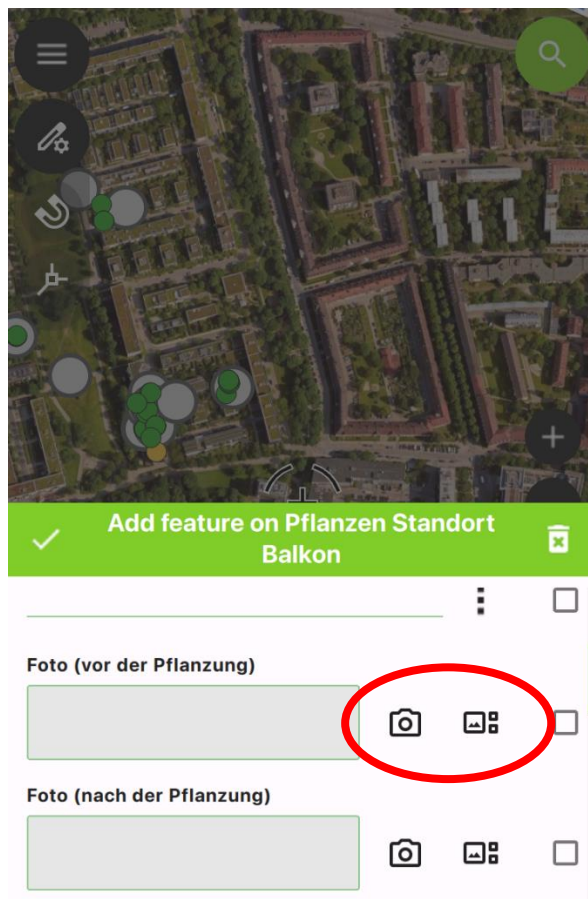 Add feature on Pflanzen Standort
Balkon
Foto (vor der Pflanzung)
Foto (nach der Pflanzung)